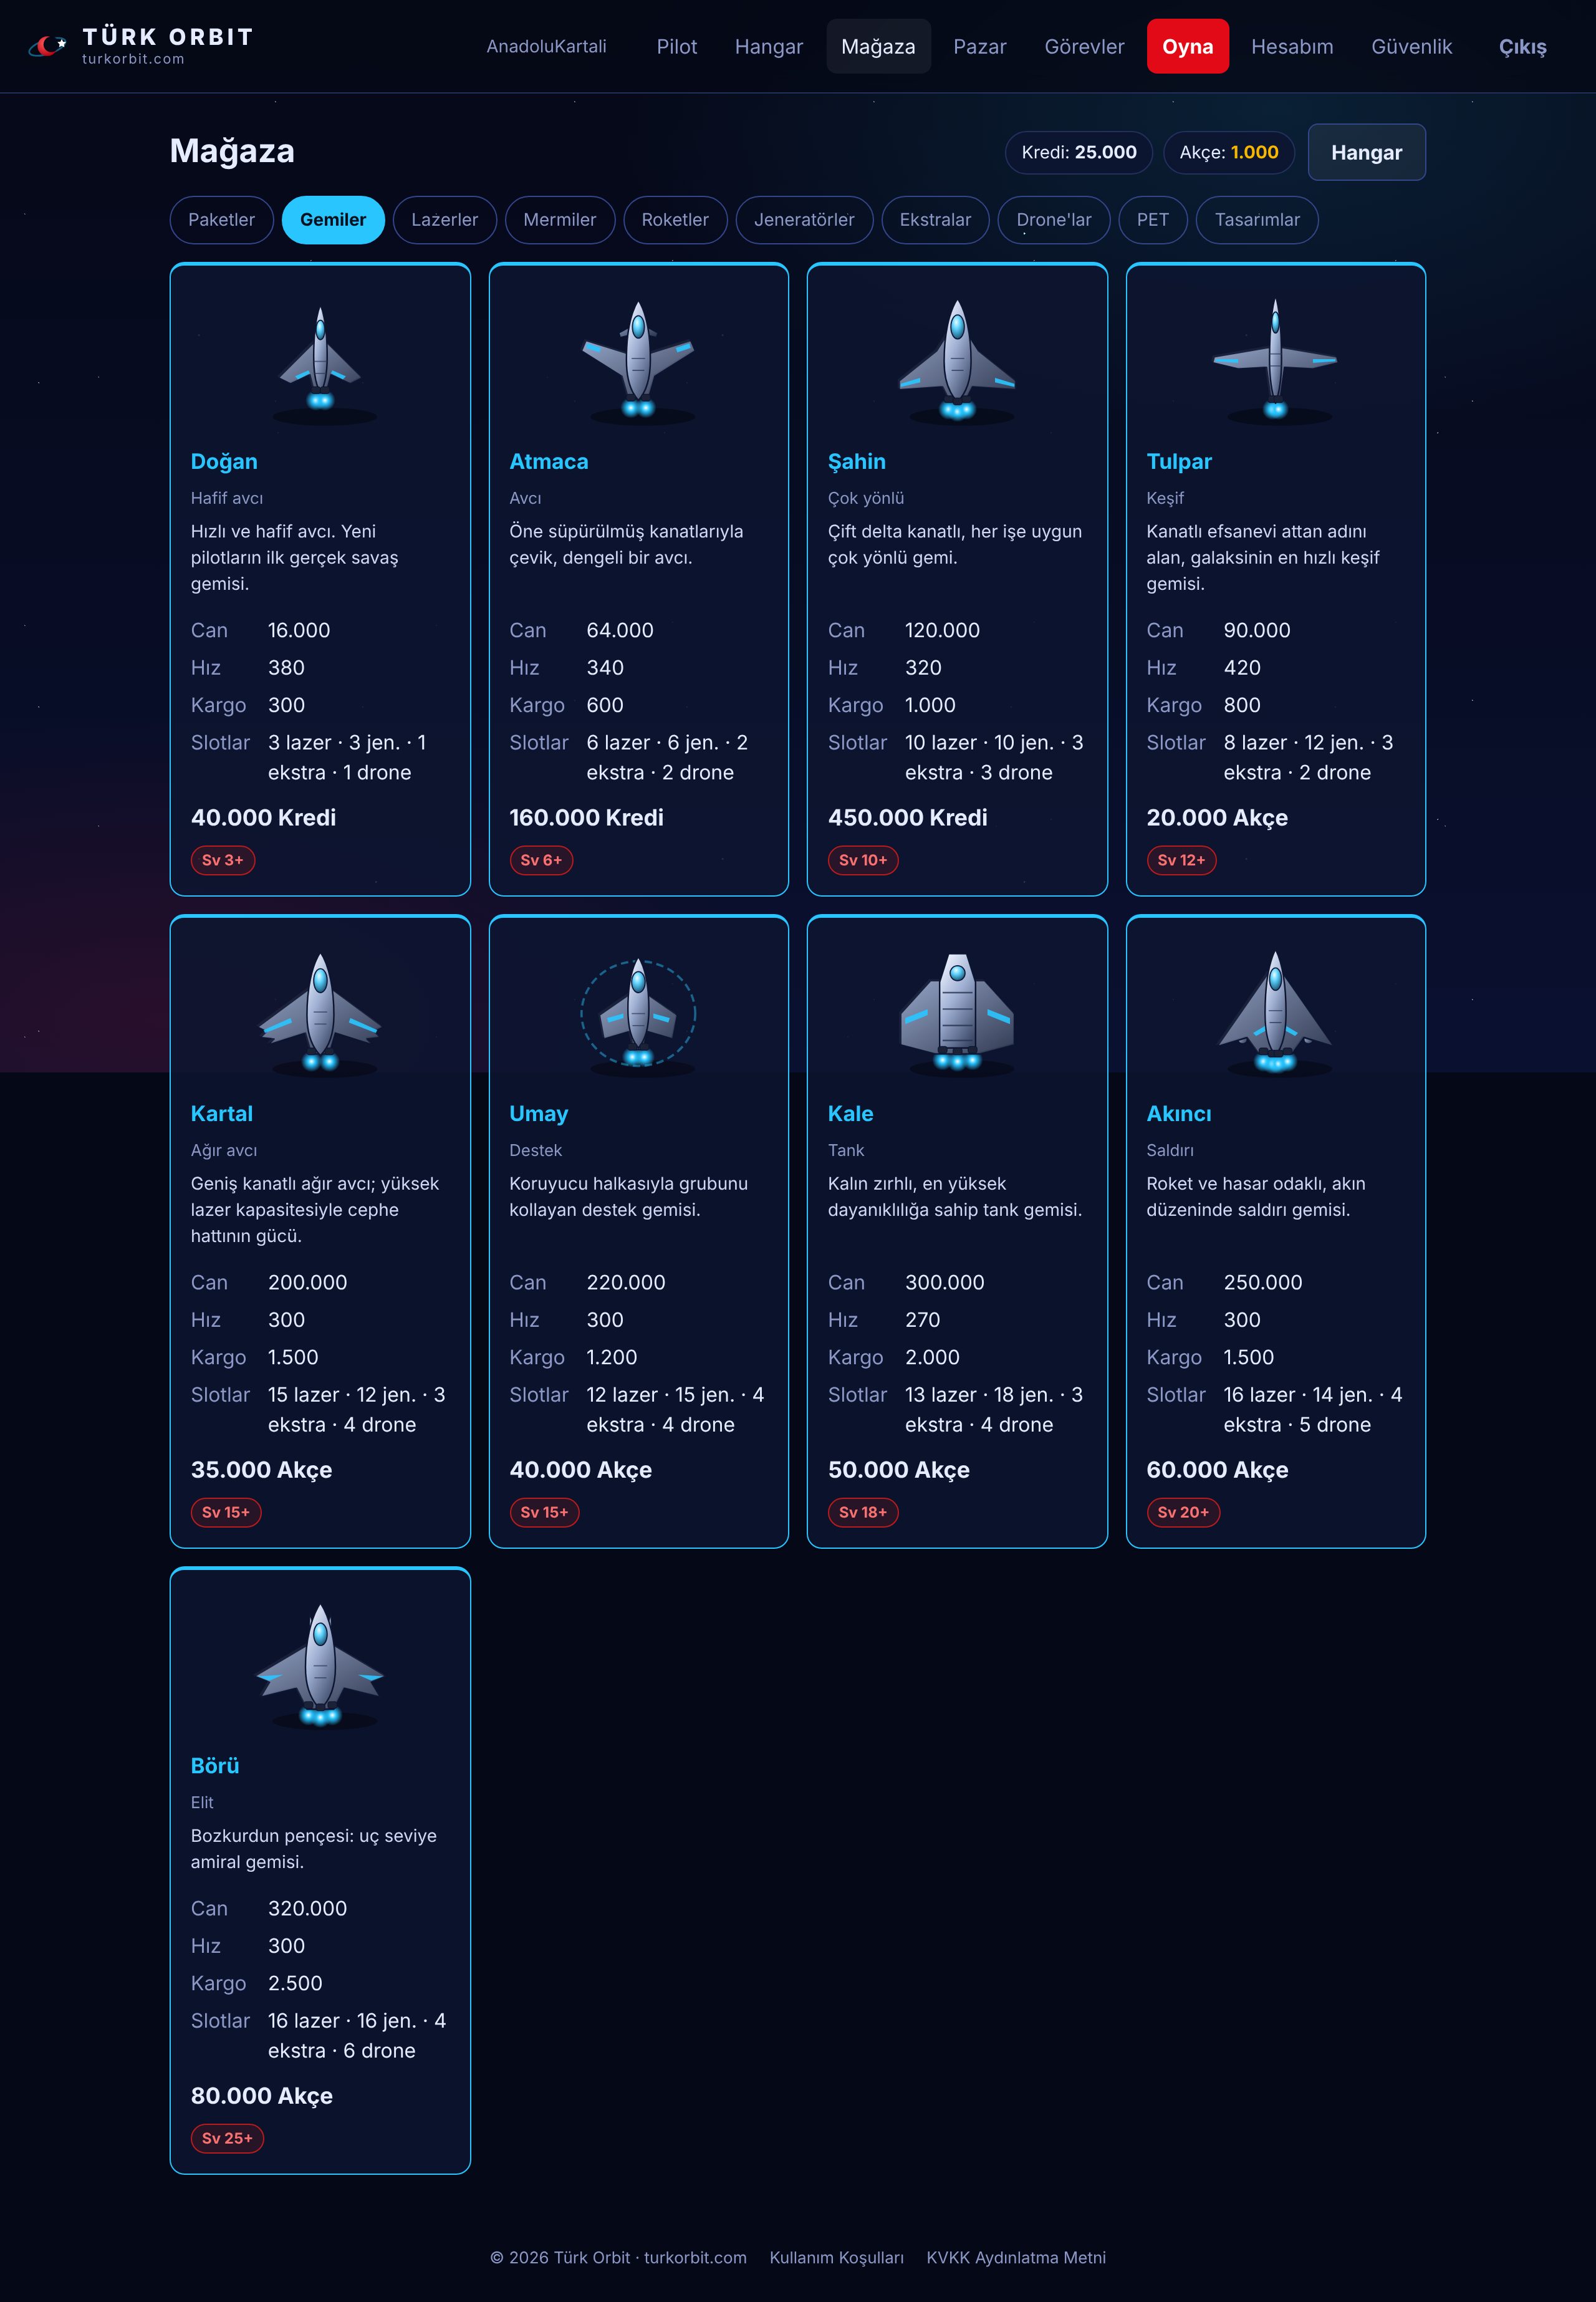 TÜRK ORBIT
turkorbit.com
AnadoluKartali Pilot Hangar Mağaza Pazar Görevler Oyna Hesabım Güvenlik Çıkış
Mağaza
Kredi: 25.000 Akçe: 1.000 Hangar
Paketler Gemiler Lazerler Mermiler Roketler Jeneratörler Ekstralar Drone'lar PET Tasarımlar
Doğan
Hafif avcı
Hızlı ve hafif avcı. Yeni
pilotların ilk gerçek savaş
gemisi.
Can 16.000
Hız 380
Kargo 300
Slotlar 3 lazer · 3 jen. · 1
ekstra · 1 drone
40.000 Kredi
Sv 3+
Atmaca
Avcı
Öne süpürülmüş kanatlarıyla
çevik, dengeli bir avcı.
Can 64.000
Hız 340
Kargo 600
Slotlar 6 lazer · 6 jen. · 2
ekstra · 2 drone
160.000 Kredi
Sv 6+
Şahin
Çok yönlü
Çift delta kanatlı, her işe uygun
çok yönlü gemi.
Can 120.000
Hız 320
Kargo 1.000
Slotlar 10 lazer · 10 jen. · 3
ekstra · 3 drone
450.000 Kredi
Sv 10+
Tulpar
Keşif
Kanatlı efsanevi attan adını
alan, galaksinin en hızlı keşif
gemisi.
Can 90.000
Hız 420
Kargo 800
Slotlar 8 lazer · 12 jen. · 3
ekstra · 2 drone
20.000 Akçe
Sv 12+
Kartal
Ağır avcı
Geniş kanatlı ağır avcı; yüksek
lazer kapasitesiyle cephe
hattının gücü.
Can 200.000
Hız 300
Kargo 1.500
Slotlar 15 lazer · 12 jen. · 3
ekstra · 4 drone
35.000 Akçe
Sv 15+
Umay
Destek
Koruyucu halkasıyla grubunu
kollayan destek gemisi.
Can 220.000
Hız 300
Kargo 1.200
Slotlar 12 lazer · 15 jen. · 4
ekstra · 4 drone
40.000 Akçe
Sv 15+
Kale
Tank
Kalın zırhlı, en yüksek
dayanıklılığa sahip tank gemisi.
Can 300.000
Hız 270
Kargo 2.000
Slotlar 13 lazer · 18 jen. · 3
ekstra · 4 drone
50.000 Akçe
Sv 18+
Akıncı
Saldırı
Roket ve hasar odaklı, akın
düzeninde saldırı gemisi.
Can 250.000
Hız 300
Kargo 1.500
Slotlar 16 lazer · 14 jen. · 4
ekstra · 5 drone
60.000 Akçe
Sv 20+
Börü
Elit
Bozkurdun pençesi: uç seviye
amiral gemisi.
Can 320.000
Hız 300
Kargo 2.500
Slotlar 16 lazer · 16 jen. · 4
ekstra · 6 drone
80.000 Akçe
Sv 25+
© 2026 Türk Orbit · turkorbit.com Kullanım Koşulları KVKK Aydınlatma Metni